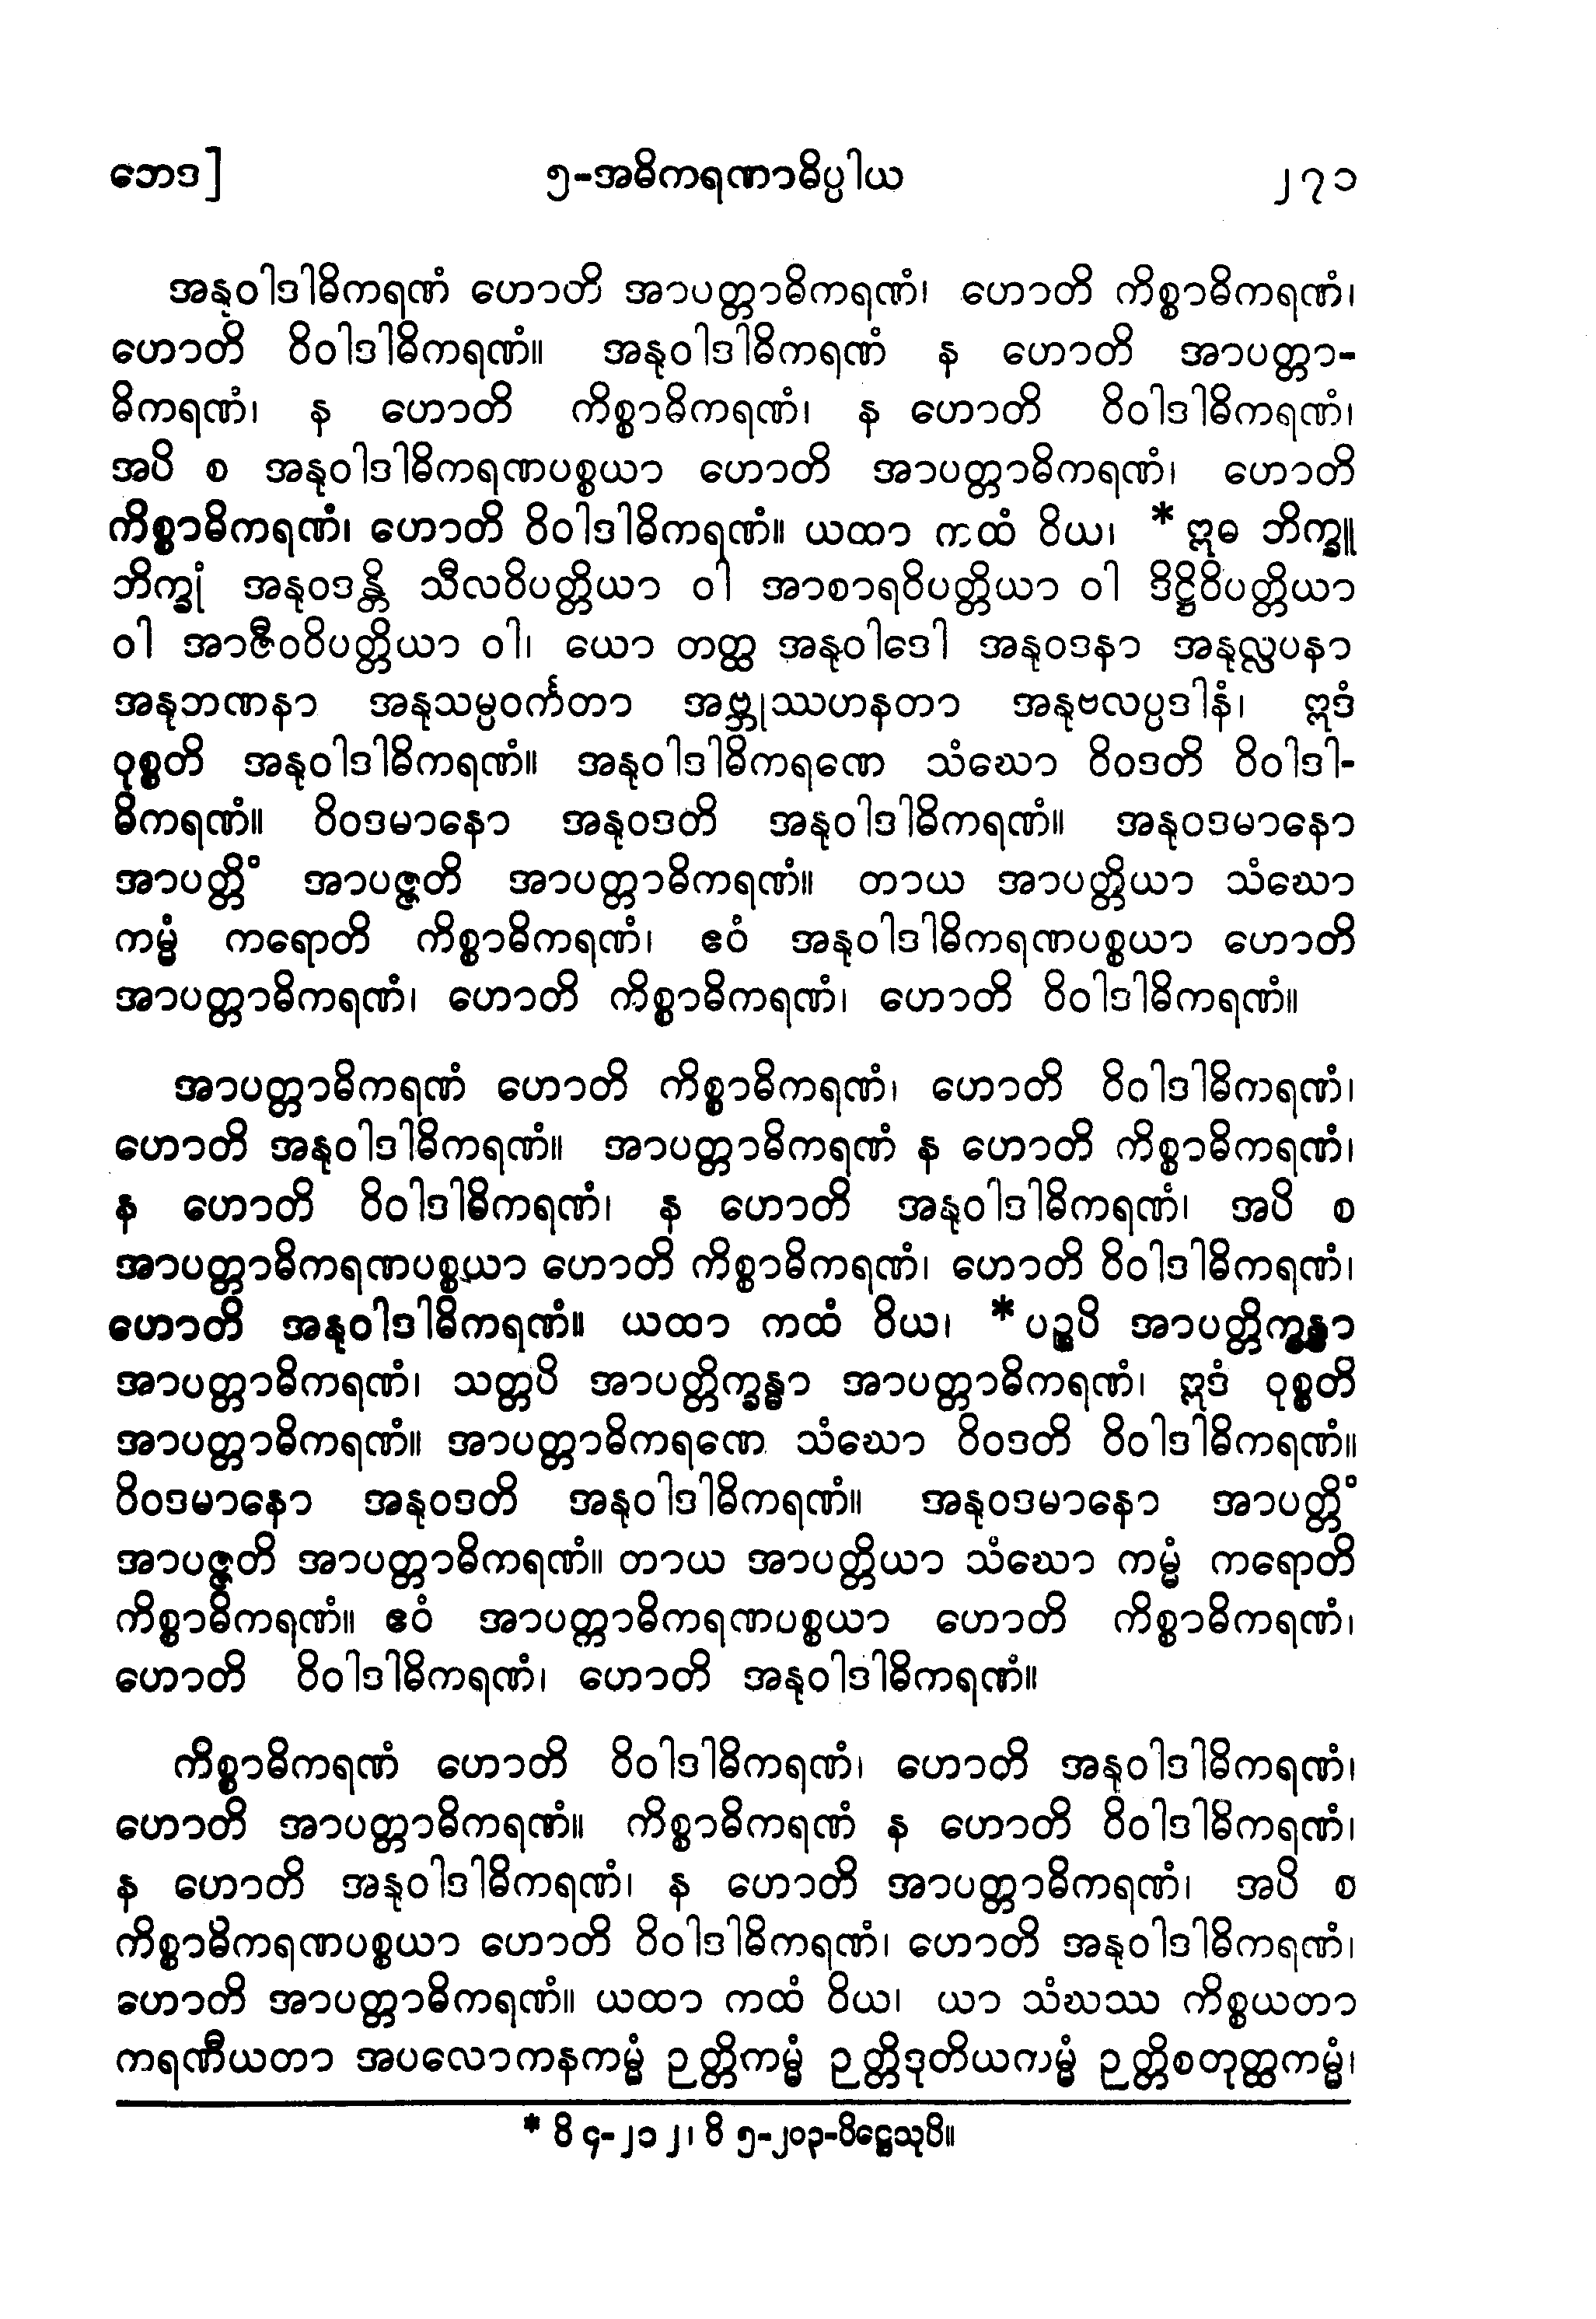 ဘေဒ] ၅-အဓိကရဏာဓိပ္ပါယ ၂၇၁
အနုဝါဒါဓိကရဏံ ဟောတိ အာပတ္တာဓိကရဏံ၊ ဟောတိ ကိစ္စာဓိကရဏံ၊
ဟောတိ ဝိဝါဒါဓိကရဏံ။ အနုဝါဒါဓိကရဏံ န ဟောတိ အာပတ္တာ-
ဓိကရဏံ၊ န ဟောတိ ကိစ္စာဓိကရဏံ၊ န ဟောတိ ဝိဝါဒါဓိကရဏံ၊
အပိ စ အနုဝါဒါဓိကရဏပစ္စယာ ဟောတိ အာပတ္တာဓိကရဏံ၊ ဟောတိ
ကိစ္စာဓိကရဏံ၊ ဟောတိ ဝိဝါဒါဓိကရဏံ။ ယထာ ကထံ ဝိယ၊ * ဣဓ ဘိက္ခူ
ဘိက္ခုံ အနုဝဒန္တိ သီလဝိပတ္တိယာ ဝါ အာစာရဝိပတ္တိယာ ဝါ ဒိဋ္ဌိဝိပတ္တိယာ
ဝါ အာဇီဝဝိပတ္တိယာ ဝါ၊ ယော တတ္ထ အနုဝါဒေါ အနုဝဒနာ အနုလ္လပနာ
အနုဘဏနာ အနုသမ္ပဝင်္ကတာ အဗ္ဘုဿဟနတာ အနုဗလပ္ပဒါနံ၊ ဣဒံ
ဝုစ္စတိ အနုဝါဒါဓိကရဏံ။ အနုဝါဒါဓိကရဏေ သံဃော ဝိဝဒတိ ဝိဝါဒါ-
ဓိကရဏံ။ ဝိဝဒမာနော အနုဝဒတိ အနုဝါဒါဓိကရဏံ။ အနုဝဒမာနော
အာပတ္တိံ အာပဇ္ဇတိ အာပတ္တာဓိကရဏံ။ တာယ အာပတ္တိယာ သံဃော
ကမ္မံ ကရောတိ ကိစ္စာဓိကရဏံ၊ ဧဝံ အနုဝါဒါဓိကရဏပစ္စယာ ဟောတိ
အာပတ္တာဓိကရဏံ၊ ဟောတိ ကိစ္စာဓိကရဏံ၊ ဟောတိ ဝိဝါဒါဓိကရဏံ။
အာပတ္တာဓိကရဏံ ဟောတိ ကိစ္စာဓိကရဏံ၊ ဟောတိ ဝိဝါဒါဓိကရဏံ၊
ဟောတိ အနုဝါဒါဓိကရဏံ။ အာပတ္တာဓိကရဏံ န ဟောတိ ကိစ္စာဓိကရဏံ၊
န ဟောတိ ဝိဝါဒါဓိကရဏံ၊ န ဟောတိ အနုဝါဒါဓိကရဏံ၊ အပိ စ
အာပတ္တာဓိကရဏပစ္စယာ ဟောတိ ကိစ္စာဓိကရဏံ၊ ဟောတိ ဝိဝါဒါဓိကရဏံ၊
ဟောတိ အနုဝါဒါဓိကရဏံ။ ယထာ ကထံ ဝိယ၊ * ပဉ္စပိ အာပတ္တိက္ခန္ဓာ
အာပတ္တာဓိကရဏံ၊ သတ္တပိ အာပတ္တိက္ခန္ဓာ အာပတ္တာဓိကရဏံ၊ ဣဒံ ဝုစ္စတိ
အာပတ္တာဓိကရဏံ။ အာပတ္တာဓိကရဏေ သံဃော ဝိဝဒတိ ဝိဝါဒါဓိကရဏံ။
ဝိဝဒမာနော အနုဝဒတိ အနုဝါဒါဓိကရဏံ။ အနုဝဒမာနော အာပတ္တိံ
အာပဇ္ဇတိ အာပတ္တာဓိကရဏံ။ တာယ အာပတ္တိယာ သံဃော ကမ္မံ ကရောတိ
ကိစ္စာဓိကရဏံ။ ဧဝံ အာပတ္တာဓိကရဏပစ္စယာ ဟောတိ ကိစ္စာဓိကရဏံ၊
ဟောတိ ဝိဝါဒါဓိကရဏံ၊ ဟောတိ အနုဝါဒါဓိကရဏံ။
ကိစ္စာဓိကရဏံ ဟောတိ ဝိဝါဒါဓိကရဏံ၊ ဟောတိ အနုဝါဒါဓိကရဏံ၊
ဟောတိ အာပတ္တာဓိကရဏံ။ ကိစ္စာဓိကရဏံ န ဟောတိ ဝိဝါဒါဓိကရဏံ၊
န ဟောတိ အနုဝါဒါဓိကရဏံ၊ န ဟောတိ အာပတ္တာဓိကရဏံ၊ အပိ စ
ကိစ္စာဓိကရဏပစ္စယာ ဟောတိ ဝိဝါဒါဓိကရဏံ၊ ဟောတိ အနုဝါဒါဓိကရဏံ၊
ဟောတိ အာပတ္တာဓိကရဏံ။ ယထာ ကထံ ဝိယ၊ ယာ သံဃဿ ကိစ္စယတာ
ကရဏီယတာ အပလောကနကမ္မံ ဉတ္တိကမ္မံ ဉတ္တိဒုတိယကမ္မံ ဉတ္တိစတုတ္ထကမ္မံ၊
* ဝိ ၄-၂၁၂၊ ဝိ ၅-၂၀၃-ပိဋ္ဌေသုပိ။